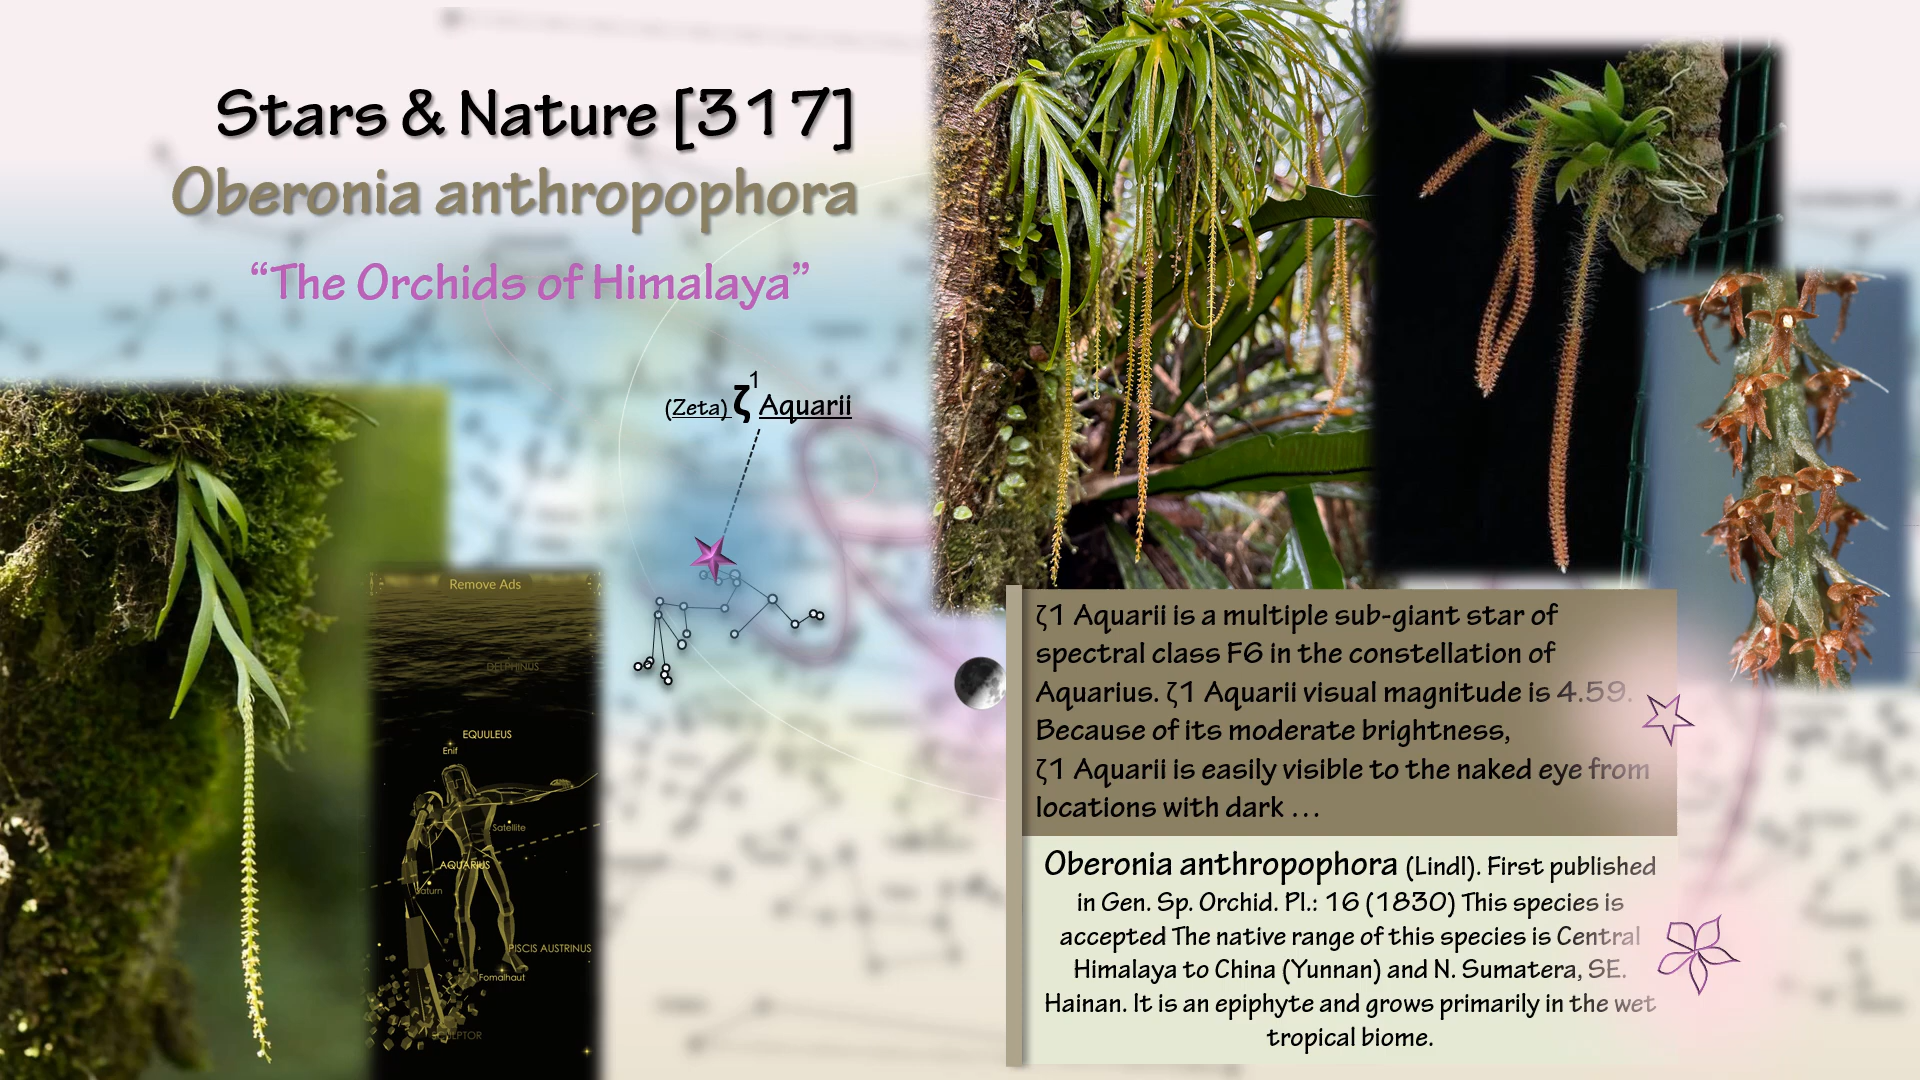 Stars & Nature [317]
Oberonia anthropophora
“The Orchids of Himalaya”
(Zeta) ζ1 Aquarii
Remove Ads
DELPHINUS
EQUULEUS
Enif
Satellite
AQUARIUS
Saturn
PISCIS AUSTRINUS
Fomalhaut
SCULPTOR
ζ1 Aquarii is a multiple sub-giant star of
spectral class F6 in the constellation of
Aquarius. ζ1 Aquarii visual magnitude is 4.59.
Because of its moderate brightness,
ζ1 Aquarii is easily visible to the naked eye from
locations with dark …
Oberonia anthropophora (Lindl). First published
in Gen. Sp. Orchid. Pl.: 16 (1830) This species is
accepted The native range of this species is Central
Himalaya to China (Yunnan) and N. Sumatera, SE.
Hainan. It is an epiphyte and grows primarily in the wet
tropical biome.